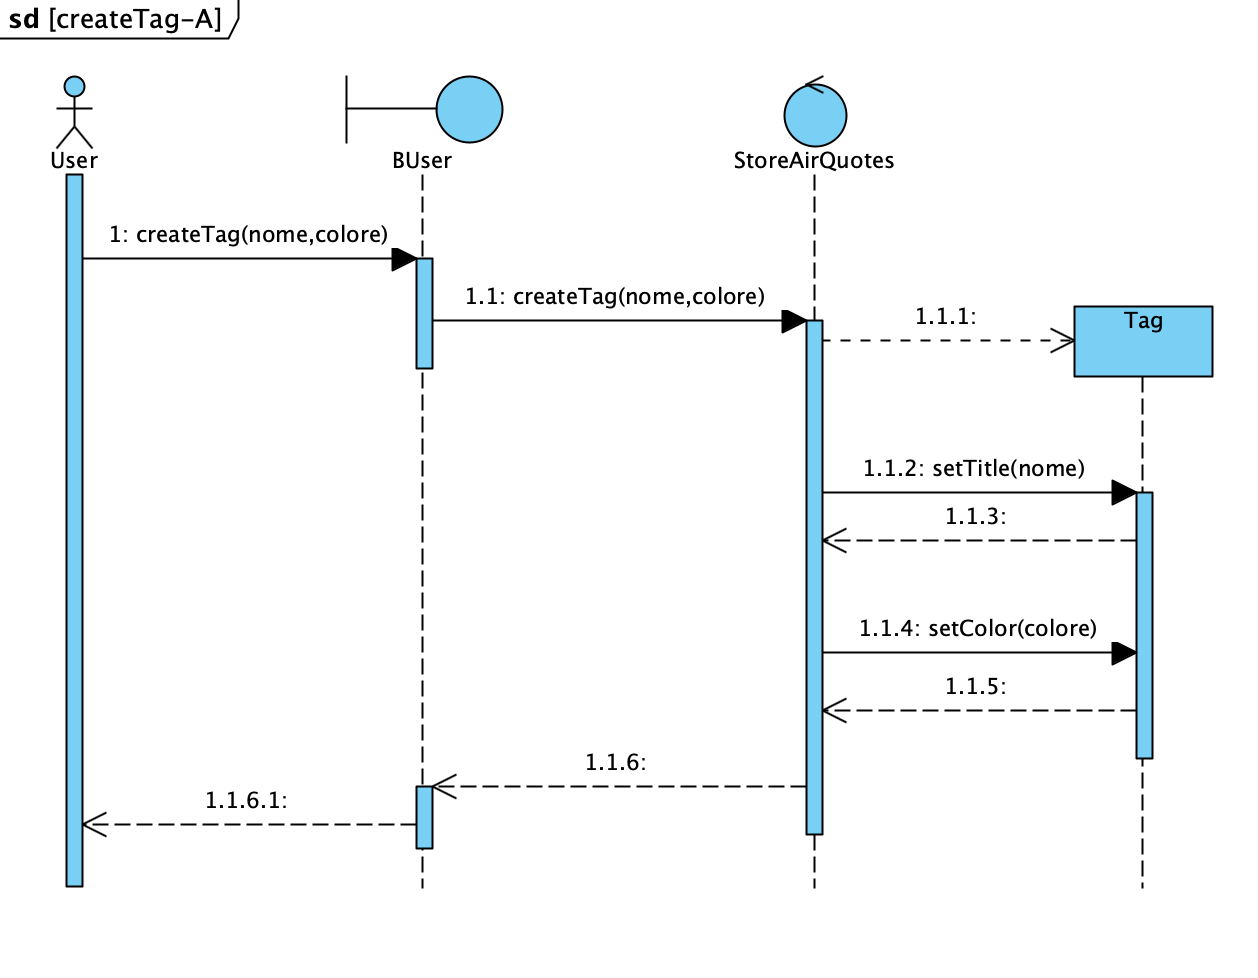 sd [createTag-A]
User
BUser
StoreAirQuotes
1: createTag(nome,colore)
1.1: createTag(nome,colore)
1.1.1:
Tag
1.1.2: setTitle(nome)
1.1.3:
1.1.4: setColor(colore)
1.1.5:
1.1.6:
1.1.6.1: